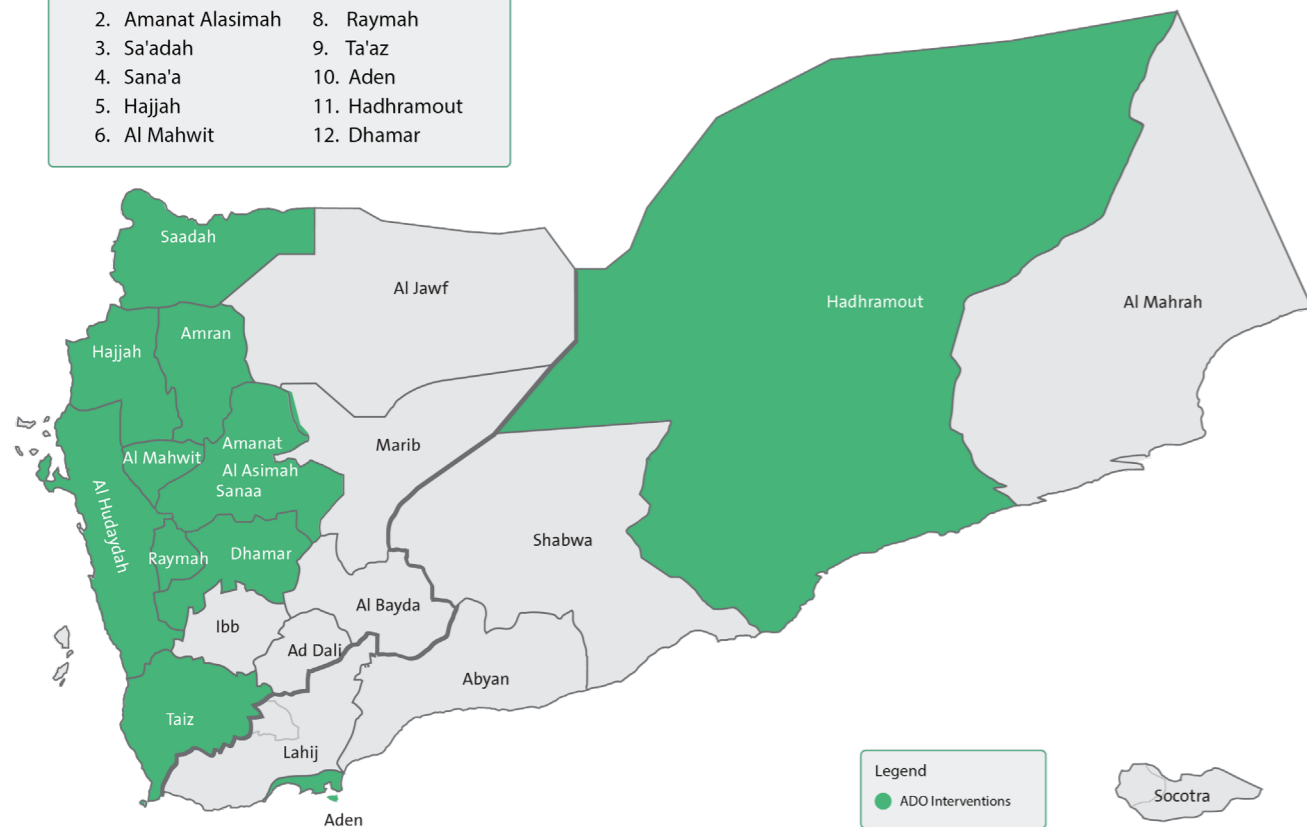 2. Amanat Alasimah 8. Raymah
3. Sa'adah 9. Ta'az
4. Sana'a 10. Aden
5. Hajjah 11. Hadhramout
6. Al Mahwit 12. Dhamar
Saadah
Al Jawf
Hadhramout
Al Mahrah
Amran
Hajjah
Marib
Amanat
Al Asimah
Al Mahwit
Sanaa
Al Hudaydah
Shabwa
Raymah
Dhamar
Al Bayda
Ibb
Ad Dali
Abyan
Taiz
Lahij
Aden
Legend
ADO Interventions
Socotra